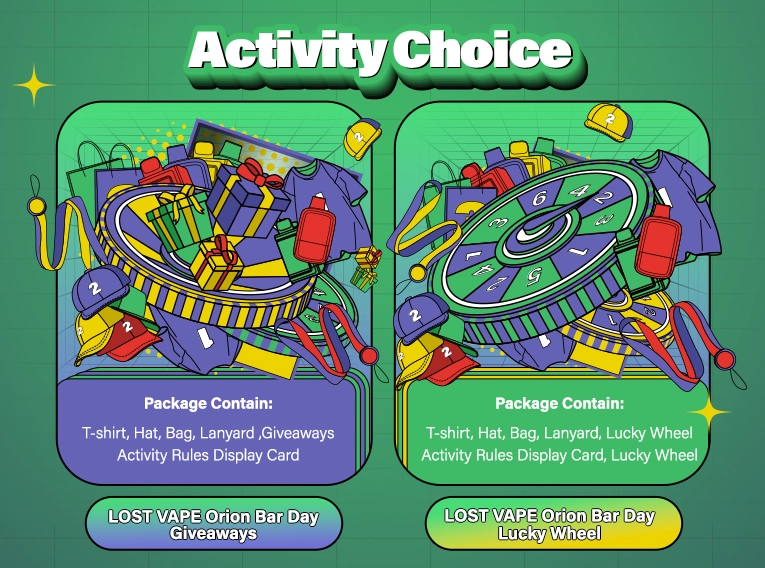 Activity Choice
Package Contain:
T-shirt, Hat, Bag, Lanyard ,Giveaways
Activity Rules Display Card
LOST VAPE Orion Bar Day
Giveaways
Package Contain:
T-shirt, Hat, Bag, Lanyard, Lucky Wheel
Activity Rules Display Card, Lucky Wheel
LOST VAPE Orion Bar Day
Lucky Wheel